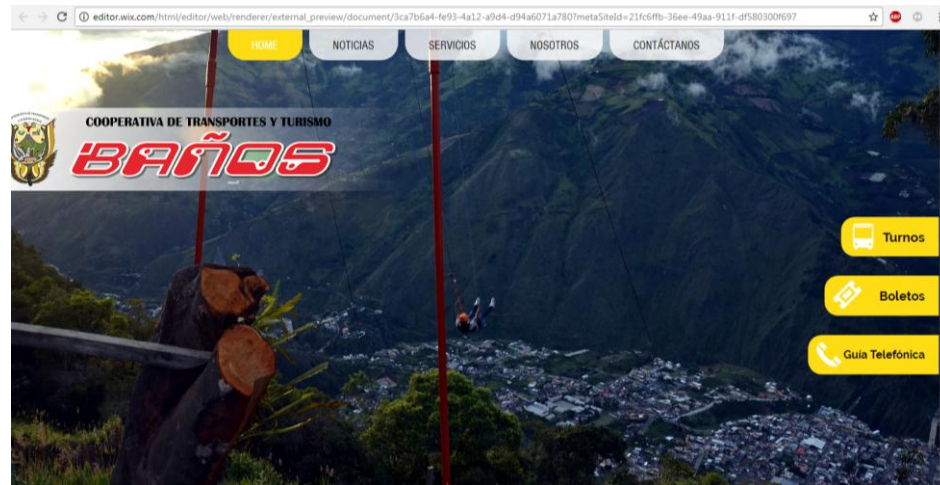 editor.wix.com/html/editor/web/renderer/external_preview/document/3ca7b6a4-fe93-4a12-a9d4-d94a6071a780?metaSiteId=21fc6ffb-36ee-49aa-911f-df580300f697
ABP
HOME NOTICIAS SERVICIOS NOSOTROS CONTÁCTANOS
COOPERATIVA DE TRANSPORTES Y TURISMO
BAÑOS
Turnos
Boletos
Guía Telefónica